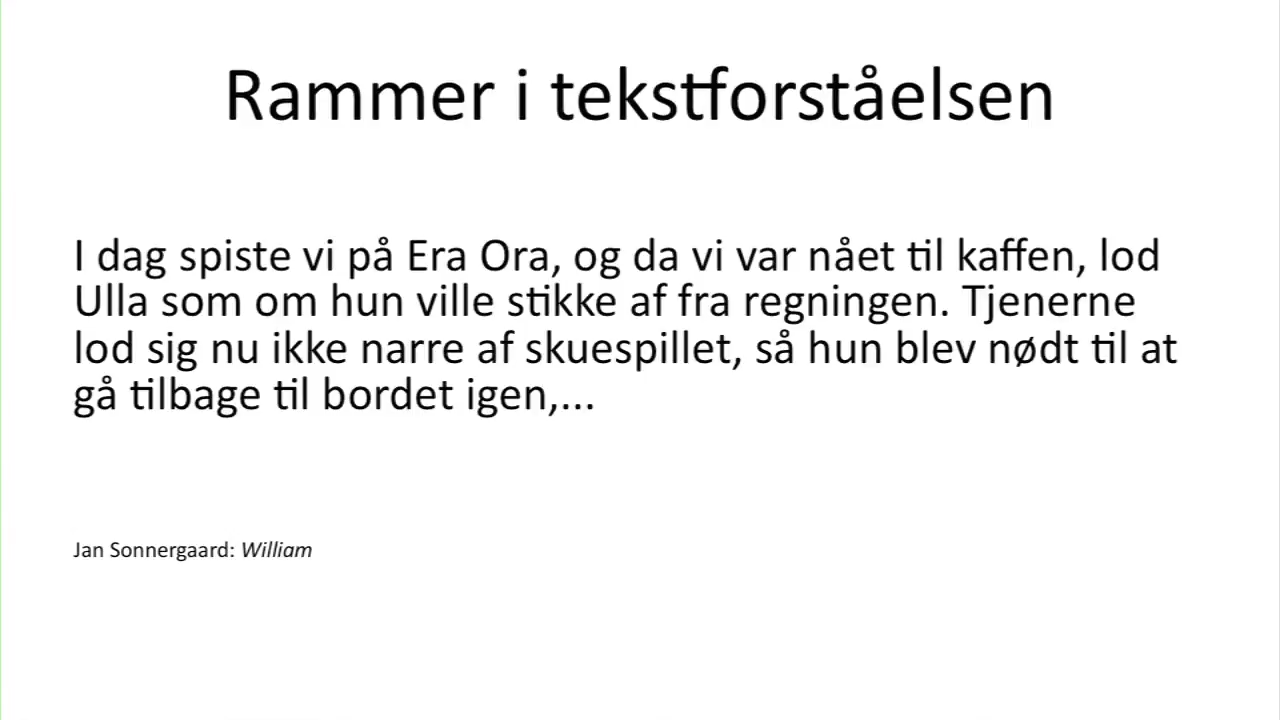 Rammer i tekstforståelsen
I dag spiste vi på Era Ora, og da vi var nået til kaffen, lod
Ulla som om hun ville stikke af fra regningen. Tjenerne
lod sig nu ikke narre af skuespillet, så hun blev nødt til at
gå tilbage til bordet igen,...
Jan Sonnergaard: William